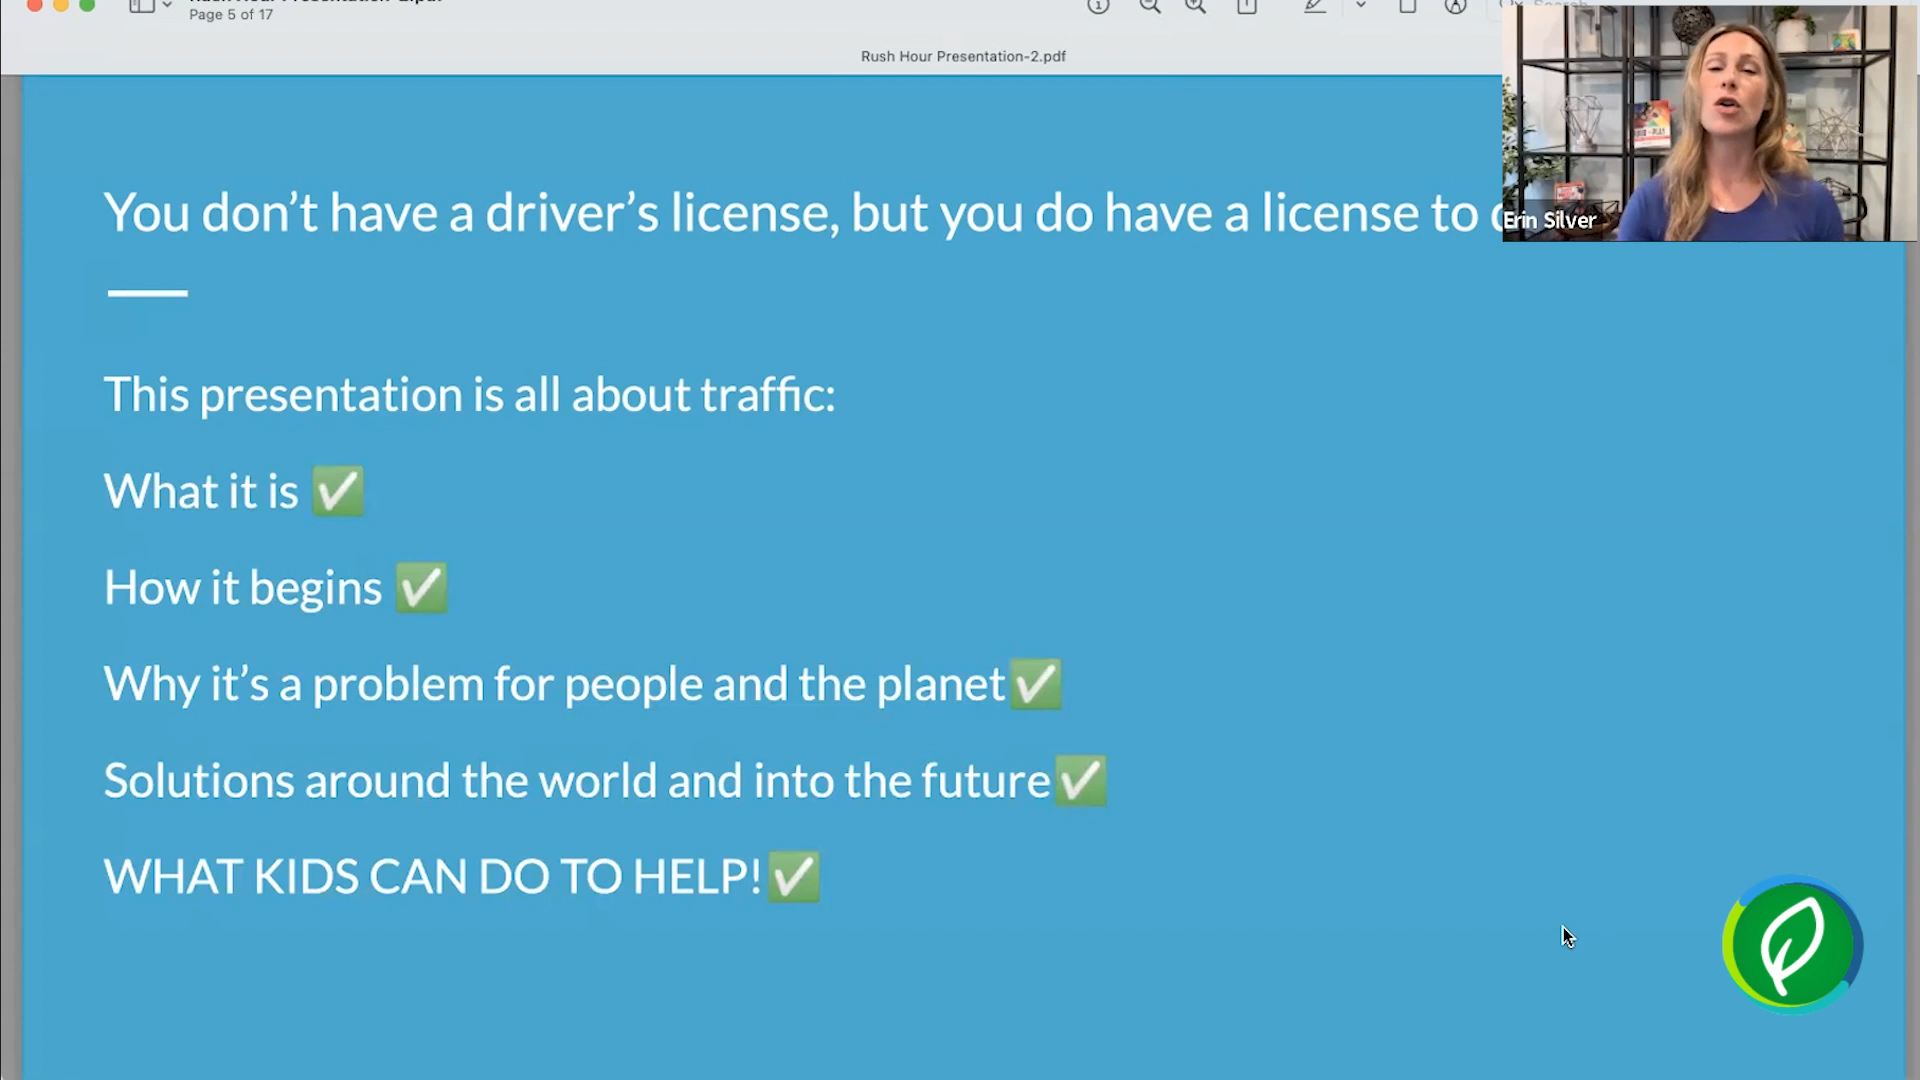 Page 5 of 17
Rush Hour Presentation-2.pdf
Erin Silver
You don’t have a driver’s license, but you do have a license to
This presentation is all about traffic:
What it is ✅
How it begins ✅
Why it’s a problem for people and the planet ✅
Solutions around the world and into the future ✅
WHAT KIDS CAN DO TO HELP! ✅